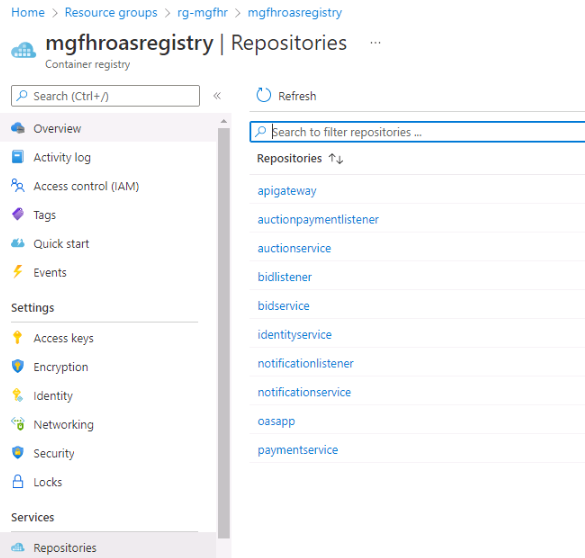 Home > Resource groups > rg-mgfhr > mgfhroasregistry
mgfhroasregistry | Repositories ...
Container registry
Search (Ctrl+/) «
Overview
Activity log
Access control (IAM)
Tags
Quick start
Events
Settings
Access keys
Encryption
Identity
Networking
Security
Locks
Services
Repositories
Refresh
Search to filter repositories ...
Repositories ↑↓
apigateway
auctionpaymentlistener
auctionservice
bidlistener
bidservice
identityservice
notificationlistener
notificationservice
oasapp
paymentservice